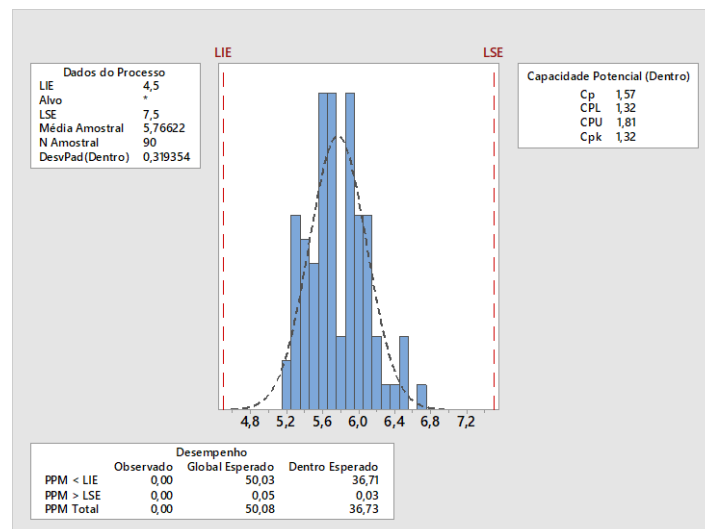 LIE LSE
Dados do Processo
LIE 4,5
Alvo *
LSE 7,5
Média Amostral 5,76622
N Amostral 90
DesvPad(Dentro) 0,319354
Capacidade Potencial (Dentro)
Cp 1,57
CPL 1,32
CPU 1,81
Cpk 1,32
4,8 5,2 5,6 6,0 6,4 6,8 7,2
Desempenho
Observado Global Esperado Dentro Esperado
PPM < LIE 0,00 50,03 36,71
PPM > LSE 0,00 0,05 0,03
PPM Total 0,00 50,08 36,73